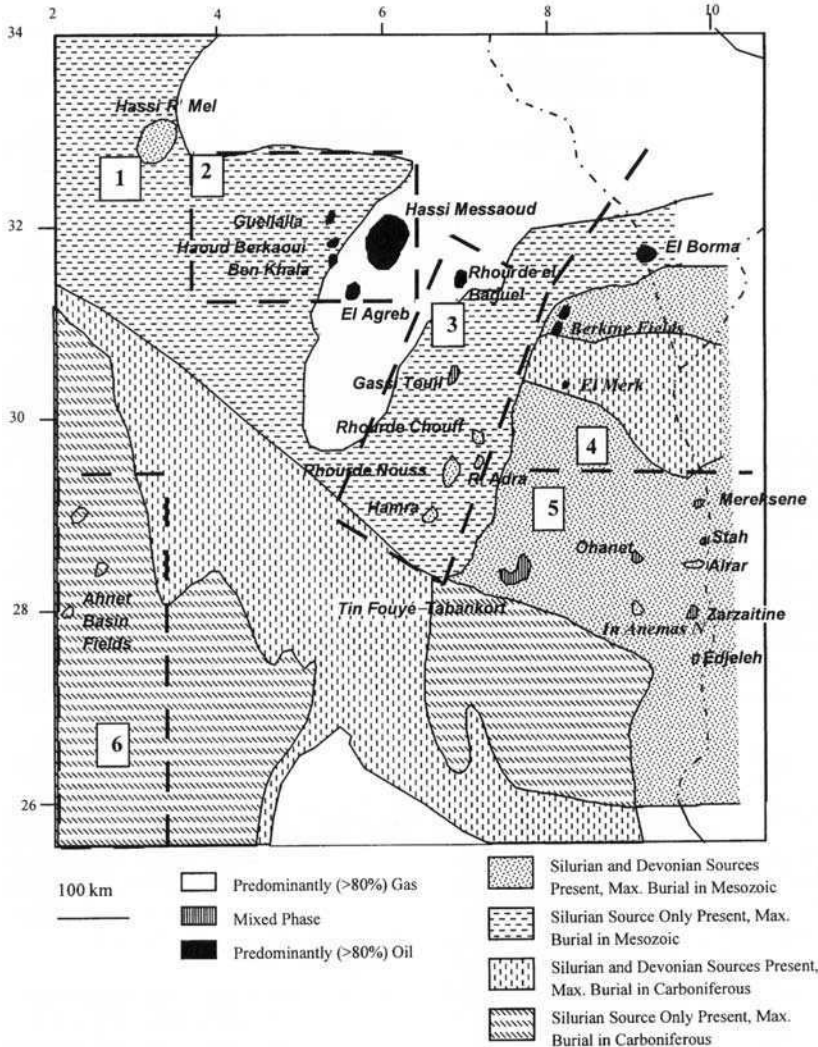 2
4
6
8
10
34
32
30
28
26
Hassi R' Mel
1
2
Guellalla
Haoud Berkaoui
Ben Khala
Hassi Messaoud
El Agreb
Rhourde el
Baguel
El Borma
3
Berkine Fields
El Merk
Gassi Touil
Rhourde Chouff
Rhourde Nouss
Rl Adra
Hamra
4
5
Mereksene
Stah
Alrar
Ohanet
Zarzaitine
In Anemas N
Edjeleh
Tin Fouyé-Tabankort
Ahnet
Basin
Fields
6
100 km
Predominantly (>80%) Gas
Mixed Phase
Predominantly (>80%) Oil
Silurian and Devonian Sources
Present, Max. Burial in Mesozoic
Silurian Source Only Present, Max.
Burial in Mesozoic
Silurian and Devonian Sources Present,
Max. Burial in Carboniferous
Silurian Source Only Present, Max.
Burial in Carboniferous